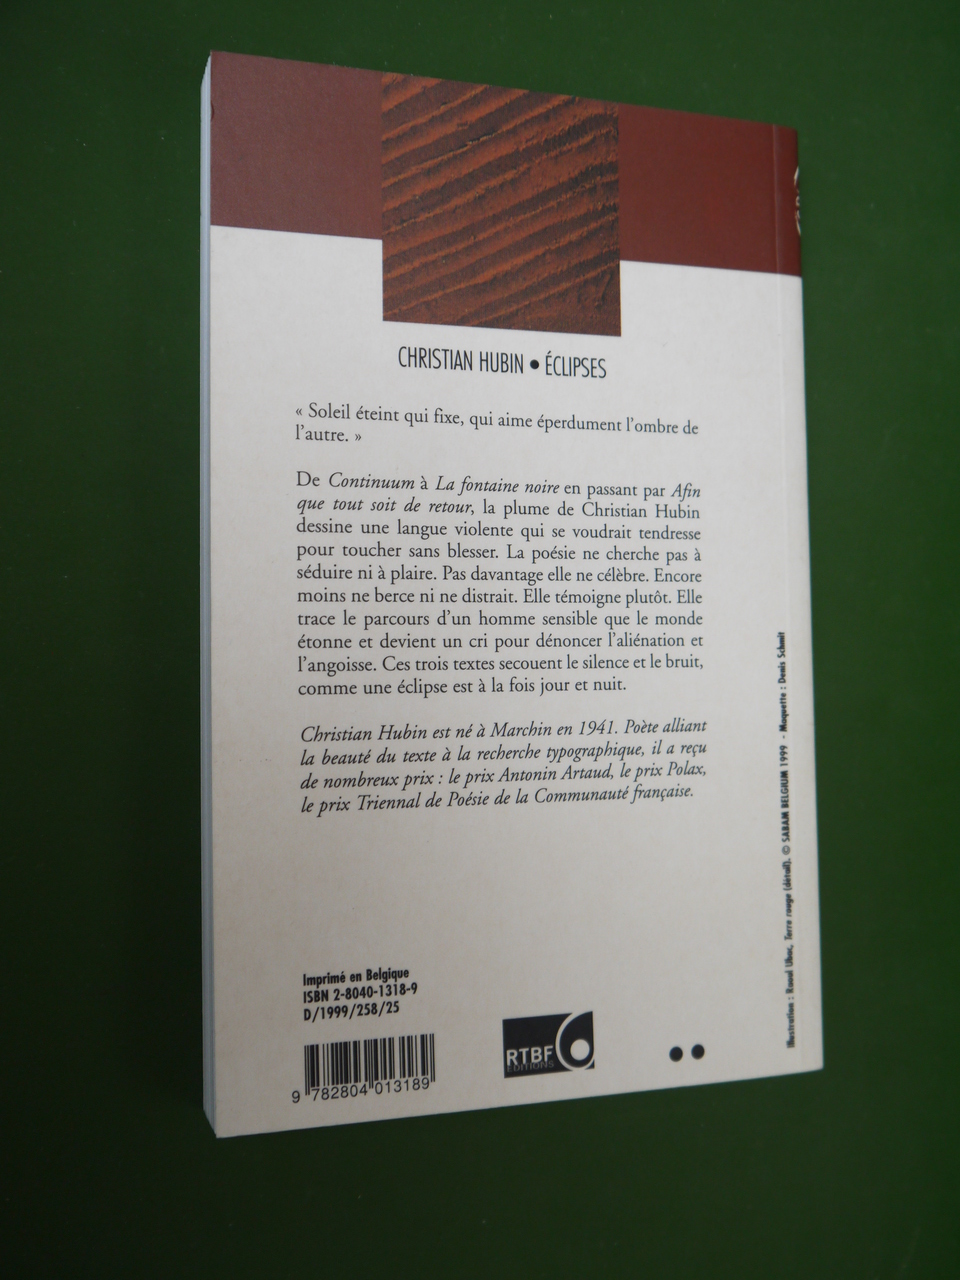 CHRISTIAN HUBIN • ÉCLIPSES
« Soleil éteint qui fixe, qui aime éperdument l'ombre de
l'autre. »
De Continuum à La fontaine noire en passant par Afin
que tout soit de retour, la plume de Christian Hubin
dessine une langue violente qui se voudrait tendresse
pour toucher sans blesser. La poésie ne cherche pas à
séduire ni à plaire. Pas davantage elle ne célèbre. Encore
moins ne berce ni ne distrait. Elle témoigne plutôt. Elle
trace le parcours d'un homme sensible que le monde
étonne et devient un cri pour dénoncer l'aliénation et
l'angoisse. Ces trois textes secouent le silence et le bruit,
comme une éclipse est à la fois jour et nuit.
Christian Hubin est né à Marchin en 1941. Poète alliant
la beauté du texte à la recherche typographique, il a reçu
de nombreux prix : le prix Antonin Artaud, le prix Polax,
le prix Triennal de Poésie de la Communauté française.
Imprimé en Belgique
ISBN 2-8040-1318-9
D/1999/258/25
9 782804 013189
RTBF
EDITIONS
Illustration : Raoul Ubac, Terre rouge (détail). © SABAM BELGIUM 1999 - Maquette : Denis Schmit